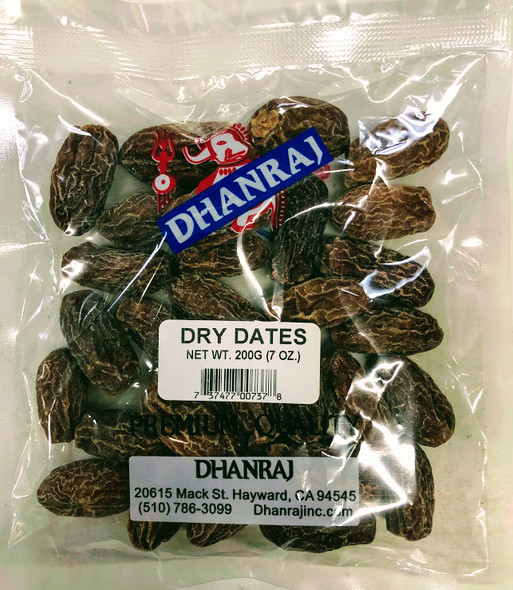 DHANRAJ
DRY DATES
NET WT. 200G (7 OZ.)
7 37477 00737 8
PREMIUM QUALITY
DHANRAJ
20615 Mack St. Hayward, CA 94545
(510) 786-3099 Dhanrajinc.com